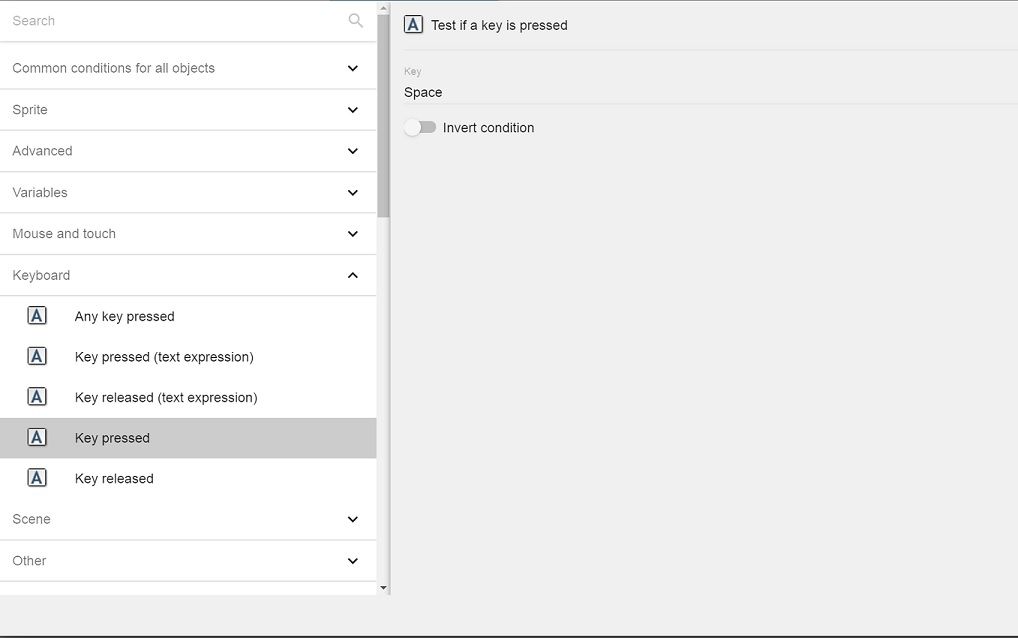 Search
Common conditions for all objects
Sprite
Advanced
Variables
Mouse and touch
Keyboard
A Any key pressed
A Key pressed (text expression)
A Key released (text expression)
A Key pressed
A Key released
Scene
Other
A Test if a key is pressed
Key
Space
Invert condition